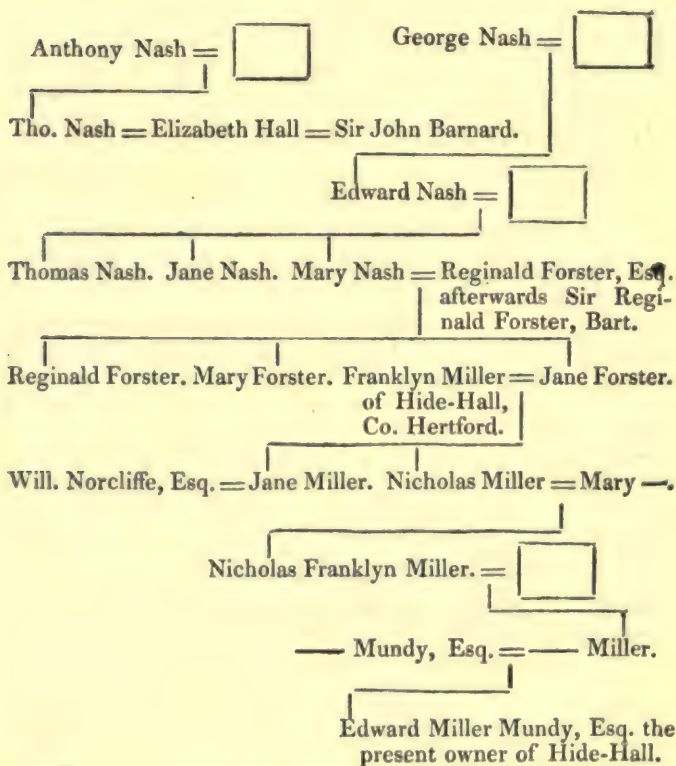 Anthony Nash =
George Nash =
Tho. Nash = Elizabeth Hall = Sir John Barnard.
Edward Nash =
Thomas Nash. Jane Nash. Mary Nash = Reginald Forster, Esq.
afterwards Sir Regi-
nald Forster, Bart.
Reginald Forster. Mary Forster. Franklyn Miller = Jane Forster.
of Hide-Hall,
Co. Hertford.
Will. Norcliffe, Esq. = Jane Miller. Nicholas Miller = Mary —.
Nicholas Franklyn Miller. =
— Mundy, Esq. = — Miller.
Edward Miller Mundy, Esq. the
present owner of Hide-Hall.